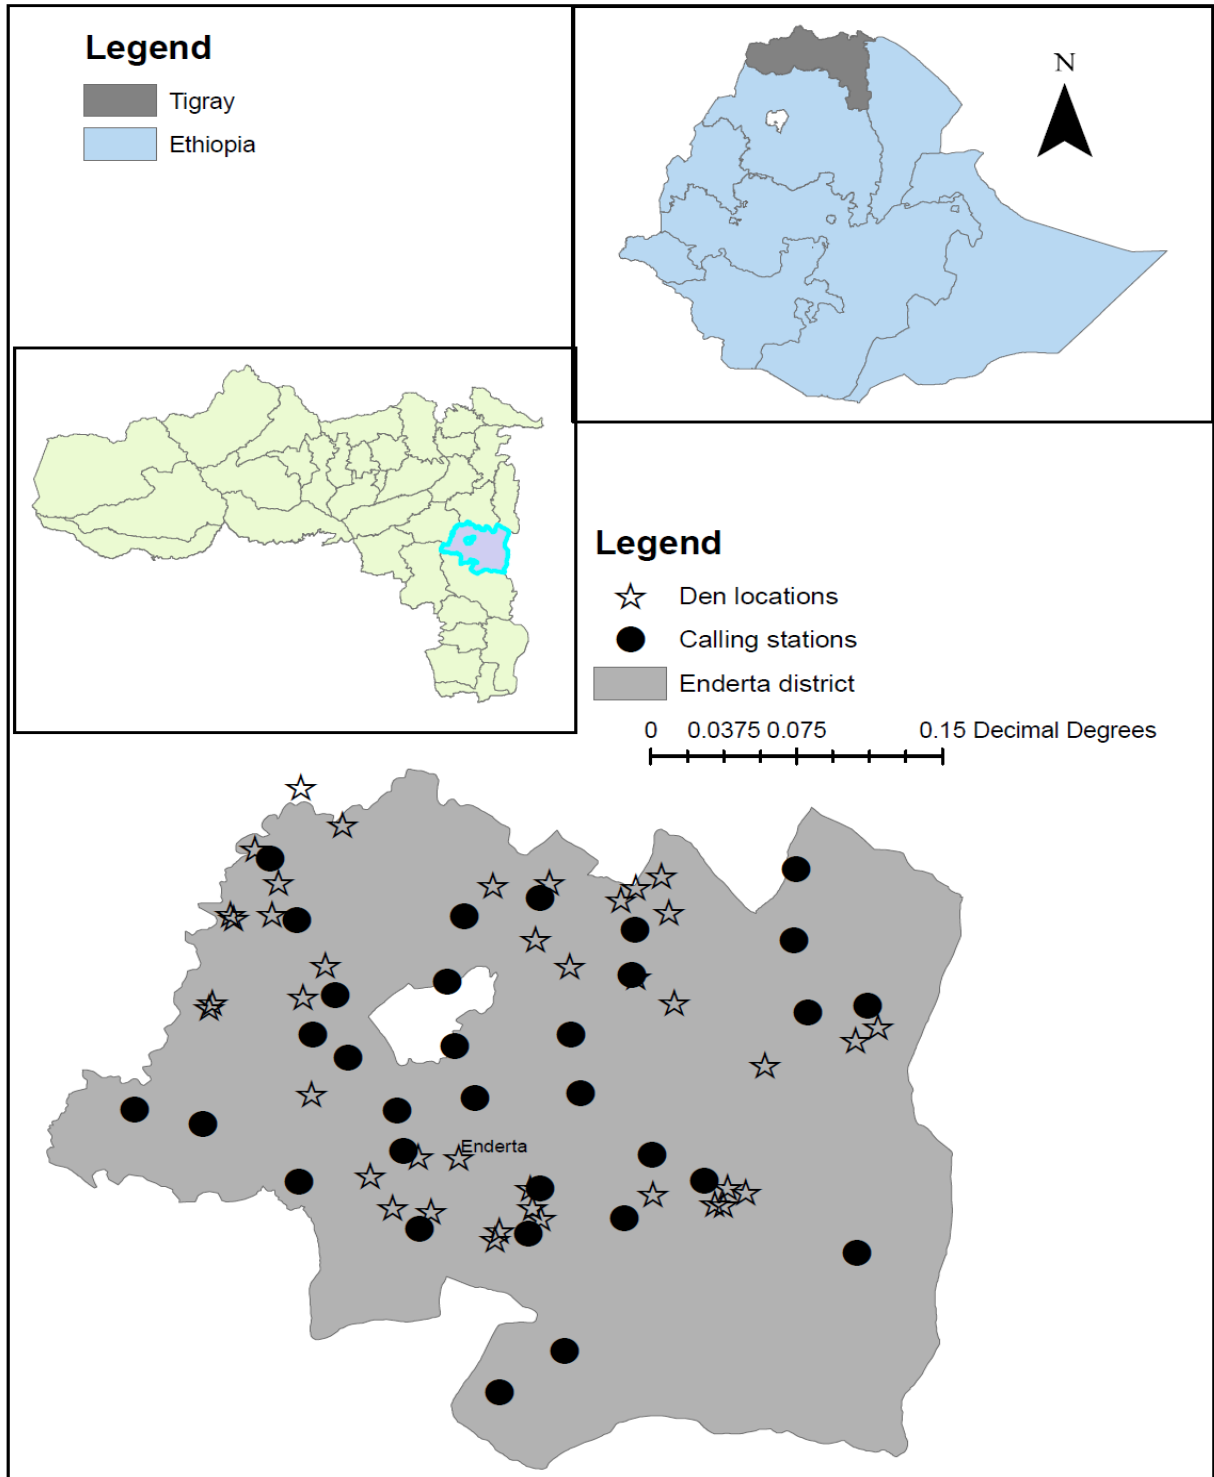 Legend
Tigray
Ethiopia
N
Legend
Den locations
Calling stations
Enderta district
0 0.0375 0.075 0.15 Decimal Degrees
Enderta